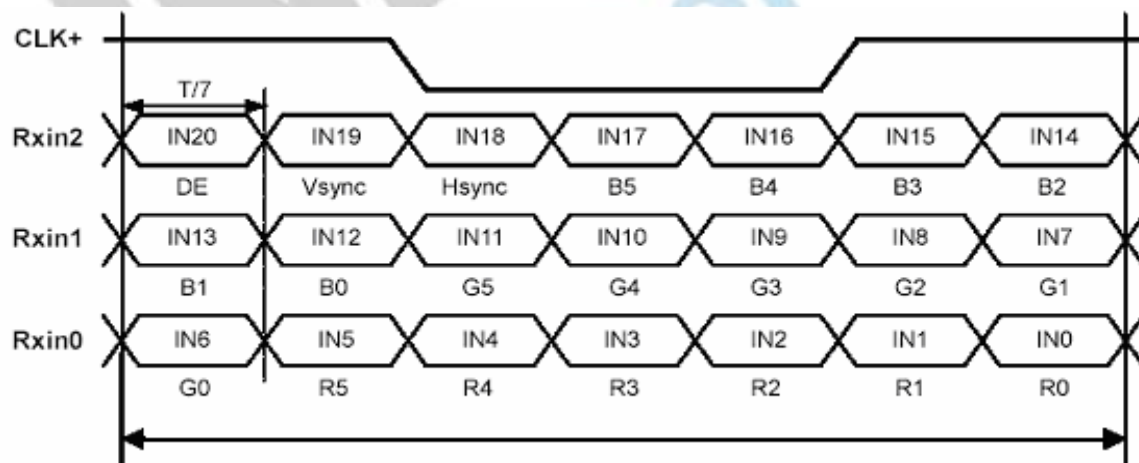 CLK+
T/7
Rxin2 IN20 IN19 IN18 IN17 IN16 IN15 IN14
DE Vsync Hsync B5 B4 B3 B2
Rxin1 IN13 IN12 IN11 IN10 IN9 IN8 IN7
B1 B0 G5 G4 G3 G2 G1
Rxin0 IN6 IN5 IN4 IN3 IN2 IN1 IN0
G0 R5 R4 R3 R2 R1 R0